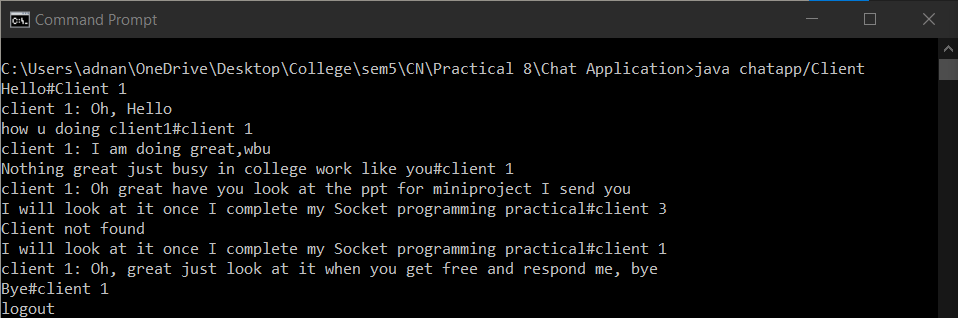 Command Prompt
C:\Users\adnan\OneDrive\Desktop\College\sem5\CN\Practical 8\Chat Application>java chatapp/Client
Hello#Client 1
client 1: Oh, Hello
how u doing client1#client 1
client 1: I am doing great,wbu
Nothing great just busy in college work like you#client 1
client 1: Oh great have you look at the ppt for miniproject I send you
I will look at it once I complete my Socket programming practical#client 3
Client not found
I will look at it once I complete my Socket programming practical#client 1
client 1: Oh, great just look at it when you get free and respond me, bye
Bye#client 1
logout